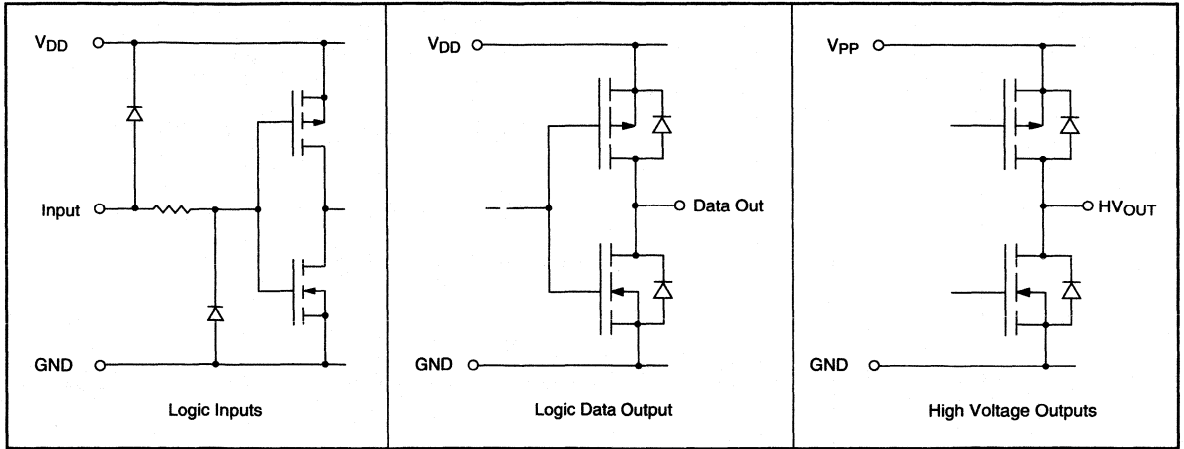 VDD
Input
GND
Logic Inputs
VDD
Data Out
GND
Logic Data Output
VPP
HVOUT
GND
High Voltage Outputs